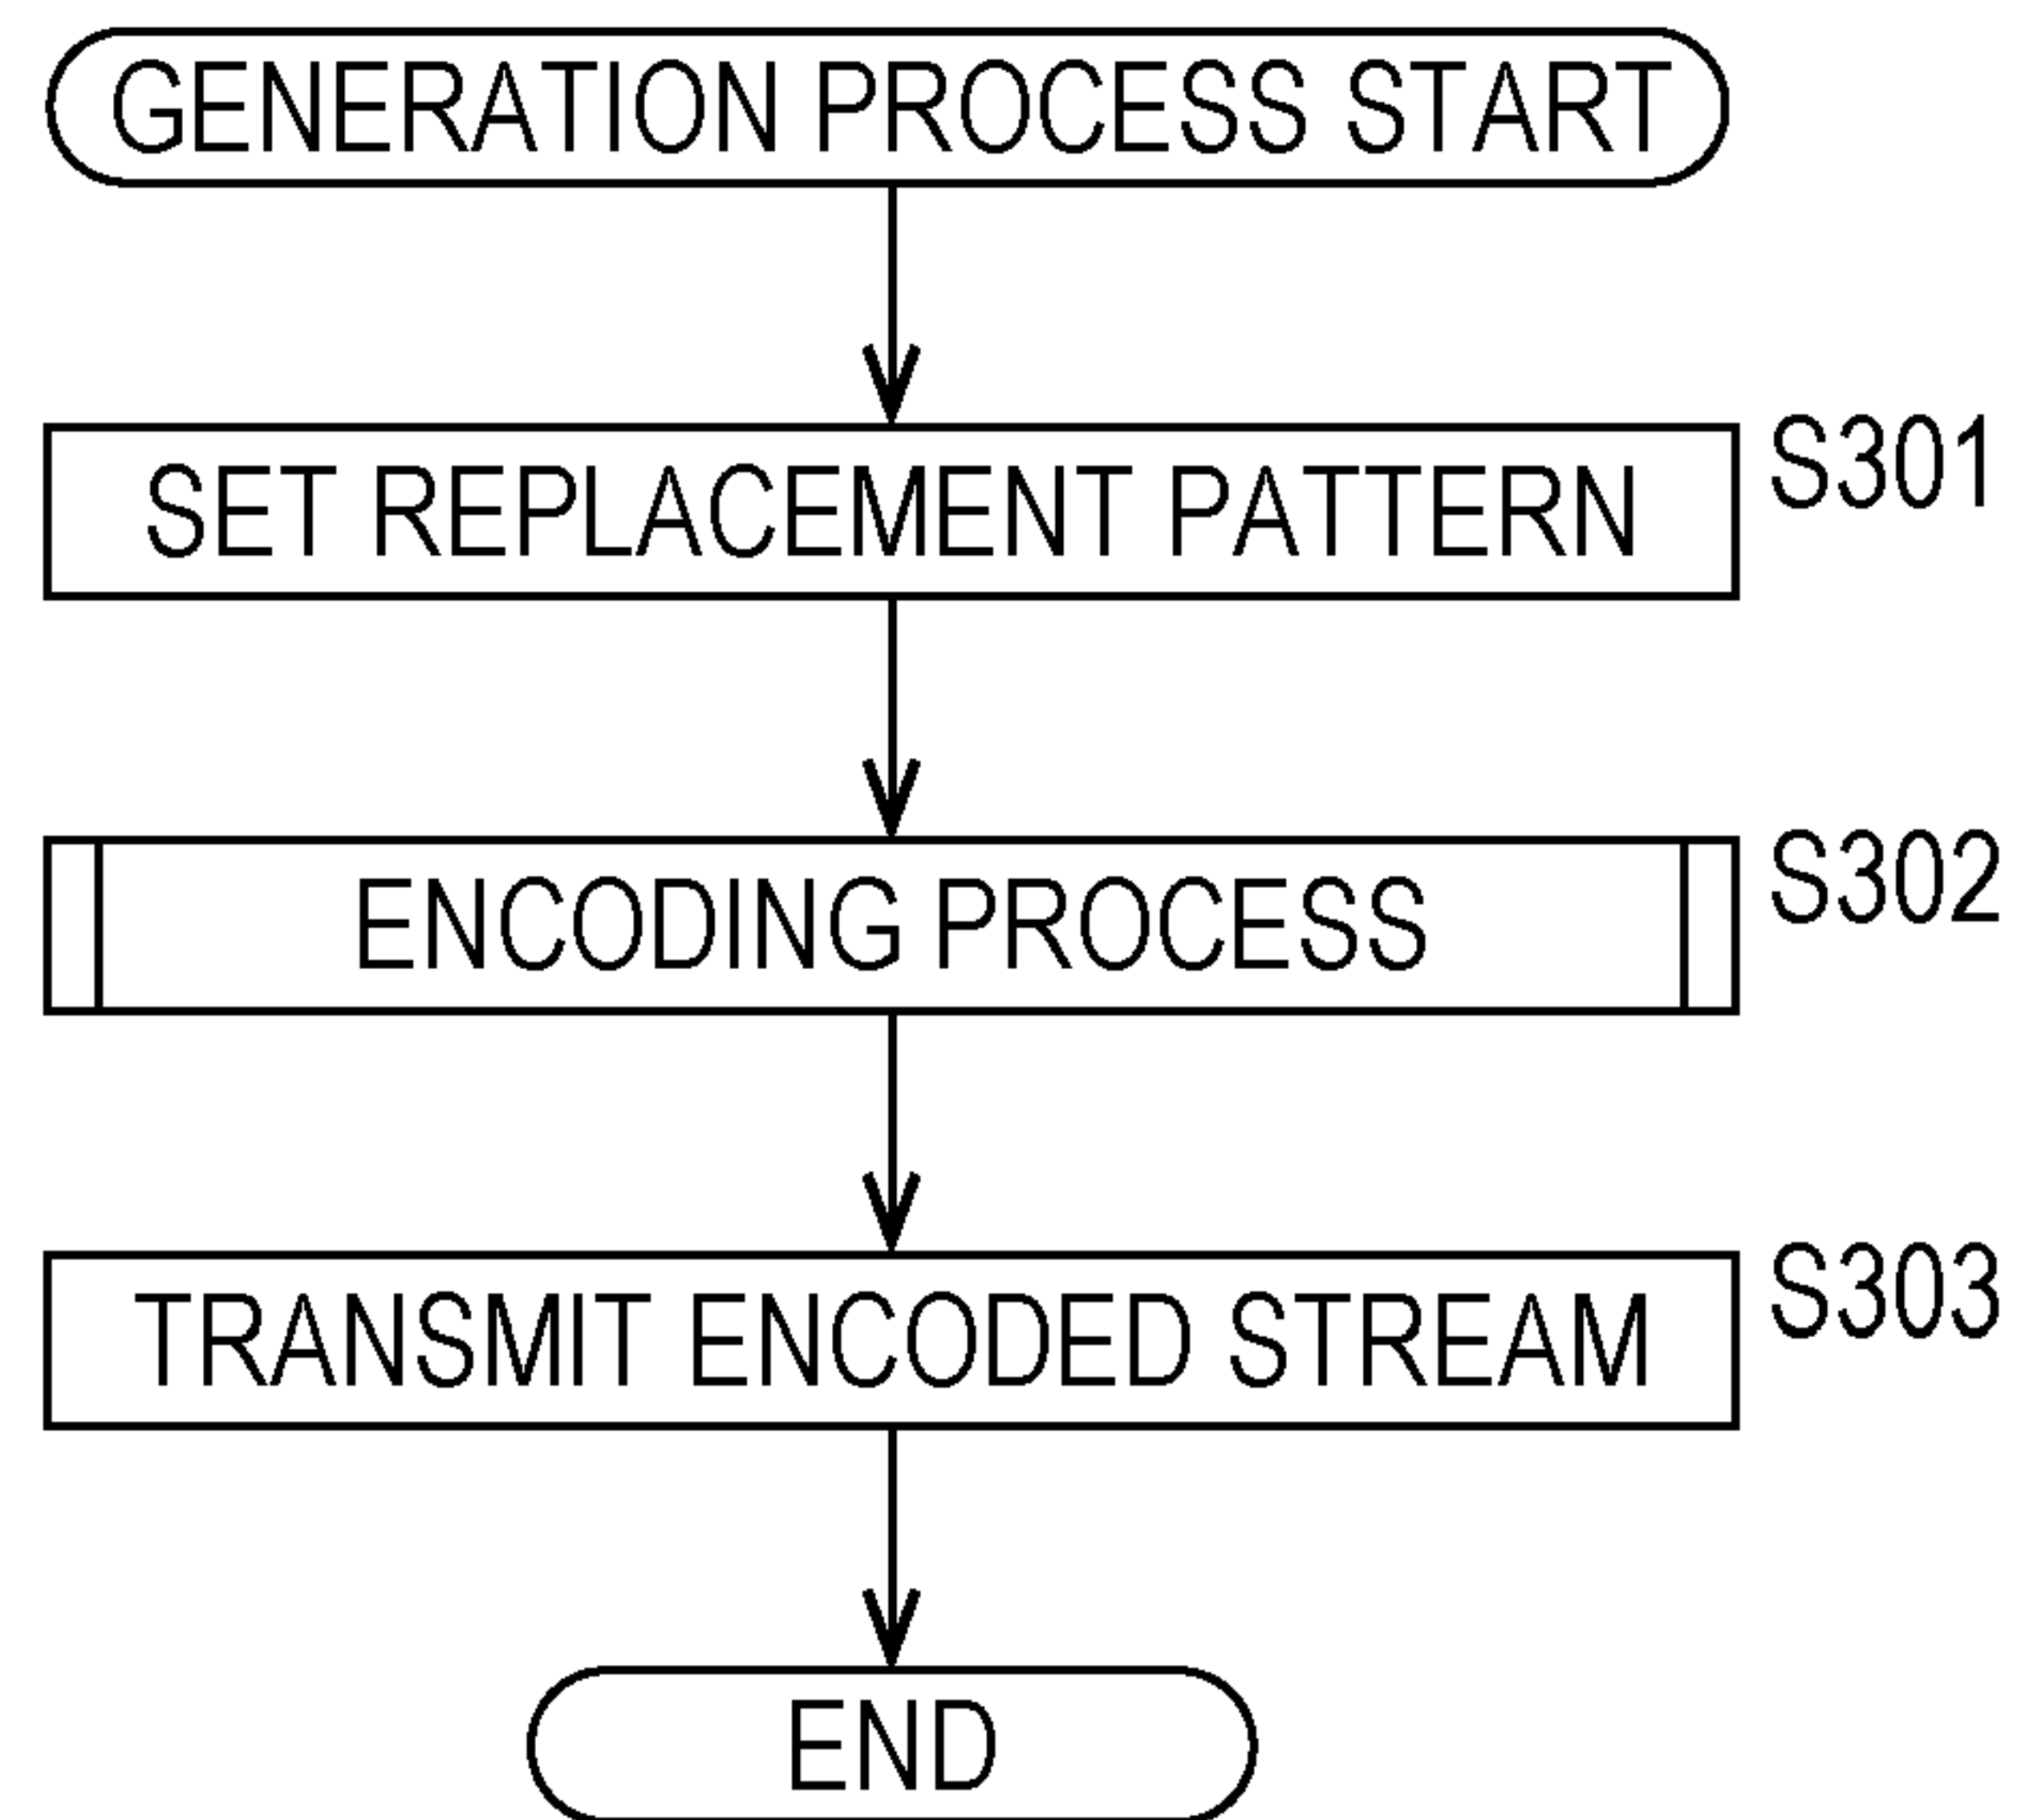 GENERATION PROCESS START
SET REPLACEMENT PATTERN S301
ENCODING PROCESS S302
TRANSMIT ENCODED STREAM S303
END